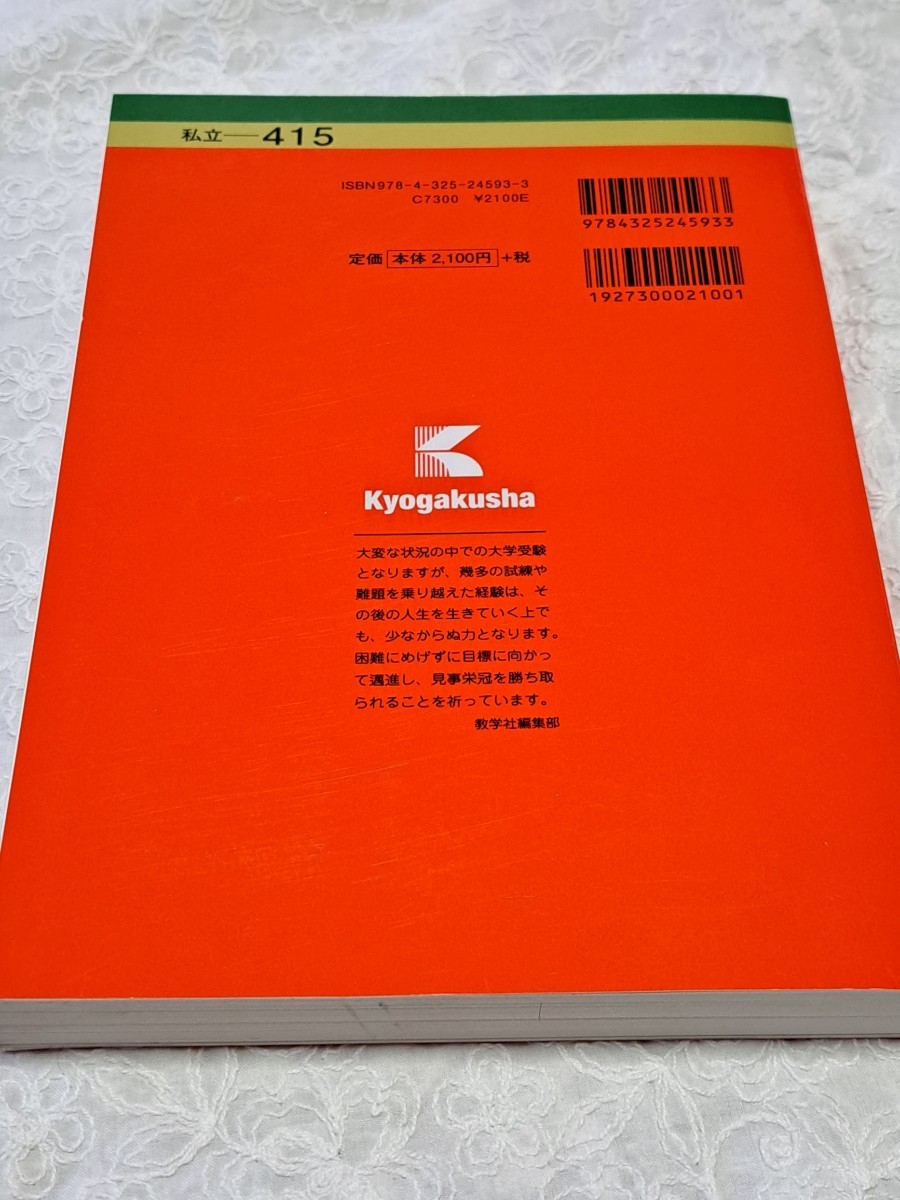 私立―415
ISBN978-4-325-24593-3
C7300 ¥2100E
9784325245933
定価 本体 2,100円 +税
1927300021001
Kyogakusha
大変な状況の中での大学受験
となりますが、幾多の試練や
難題を乗り越えた経験は、そ
の後の人生を生きていく上で
も、少なからぬ力となります。
困難にめげずに目標に向かっ
て邁進し、見事栄冠を勝ち取
られることを祈っています。
教学社編集部